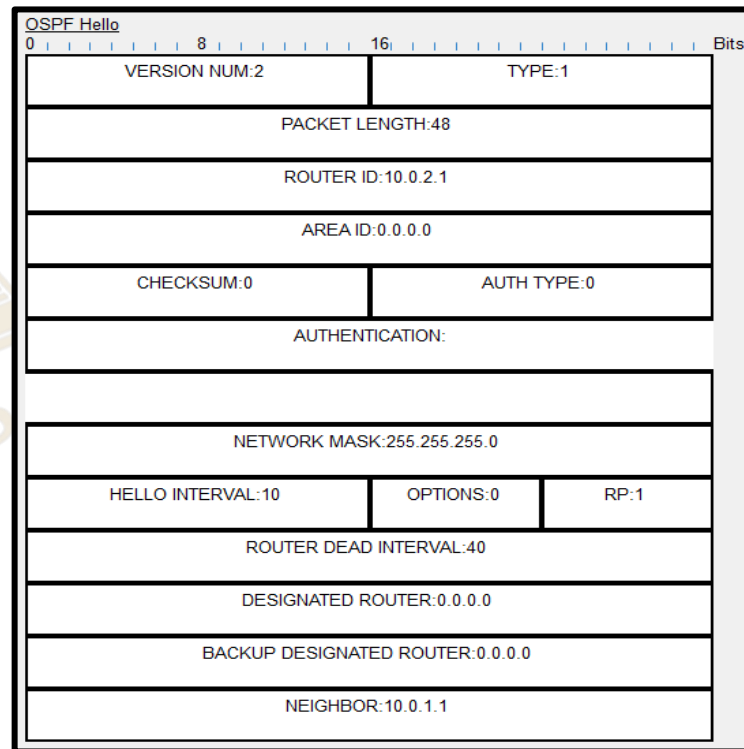 OSPF Hello
0 8 16 Bits
VERSION NUM:2 TYPE:1
PACKET LENGTH:48
ROUTER ID:10.0.2.1
AREA ID:0.0.0.0
CHECKSUM:0 AUTH TYPE:0
AUTHENTICATION:
NETWORK MASK:255.255.255.0
HELLO INTERVAL:10 OPTIONS:0 RP:1
ROUTER DEAD INTERVAL:40
DESIGNATED ROUTER:0.0.0.0
BACKUP DESIGNATED ROUTER:0.0.0.0
NEIGHBOR:10.0.1.1